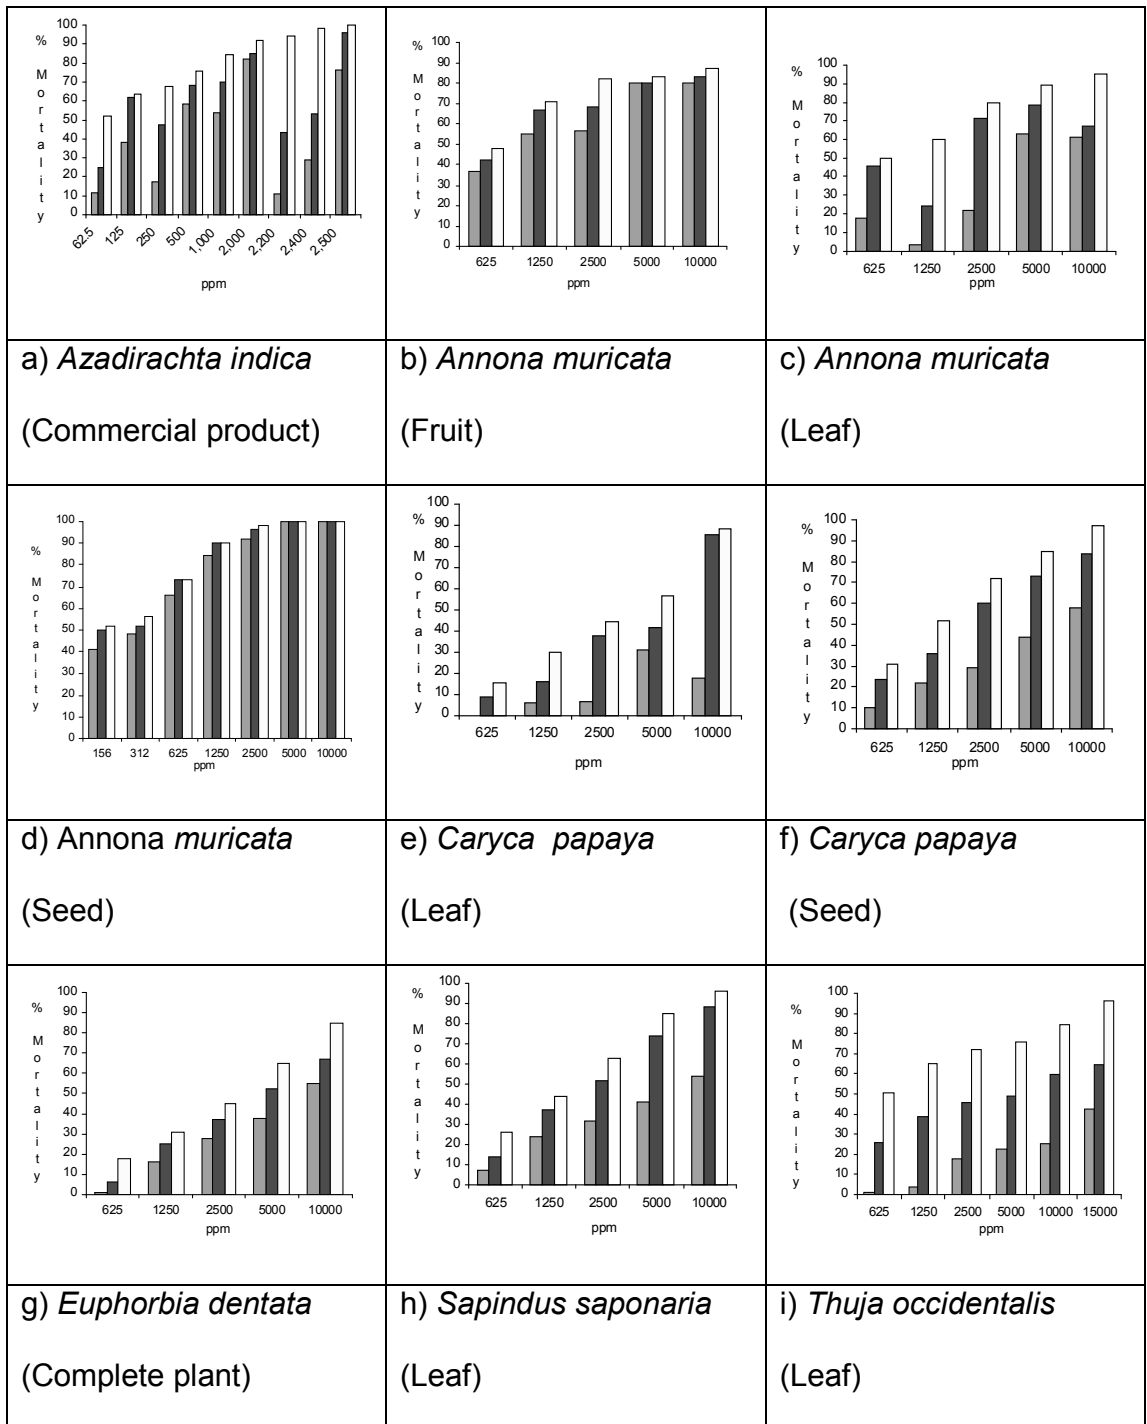 % Mortality
100
90
80
70
60
50
40
30
20
10
0
62.5 125 250 500 1,000 2,000 2,200 2,400 2,500
ppm
% Mortality
100
90
80
70
60
50
40
30
20
10
0
625 1250 2500 5000 10000
ppm
% Mortality
100
90
80
70
60
50
40
30
20
10
0
625 1250 2500 5000 10000
ppm
a) Azadirachta indica
(Commercial product)
b) Annona muricata
(Fruit)
c) Annona muricata
(Leaf)
% Mortality
100
90
80
70
60
50
40
30
20
10
0
156 312 625 1250 2500 5000 10000
ppm
% Mortality
100
90
80
70
60
50
40
30
20
10
0
625 1250 2500 5000 10000
ppm
% Mortality
100
90
80
70
60
50
40
30
20
10
0
625 1250 2500 5000 10000
ppm
d) Annona muricata
(Seed)
e) Caryca papaya
(Leaf)
f) Caryca papaya
(Seed)
% Mortality
100
90
80
70
60
50
40
30
20
10
0
625 1250 2500 5000 10000
ppm
% Mortality
100
90
80
70
60
50
40
30
20
10
0
625 1250 2500 5000 10000
ppm
% Mortality
100
90
80
70
60
50
40
30
20
10
0
625 1250 2500 5000 10000 15000
ppm
g) Euphorbia dentata
(Complete plant)
h) Sapindus saponaria
(Leaf)
i) Thuja occidentalis
(Leaf)